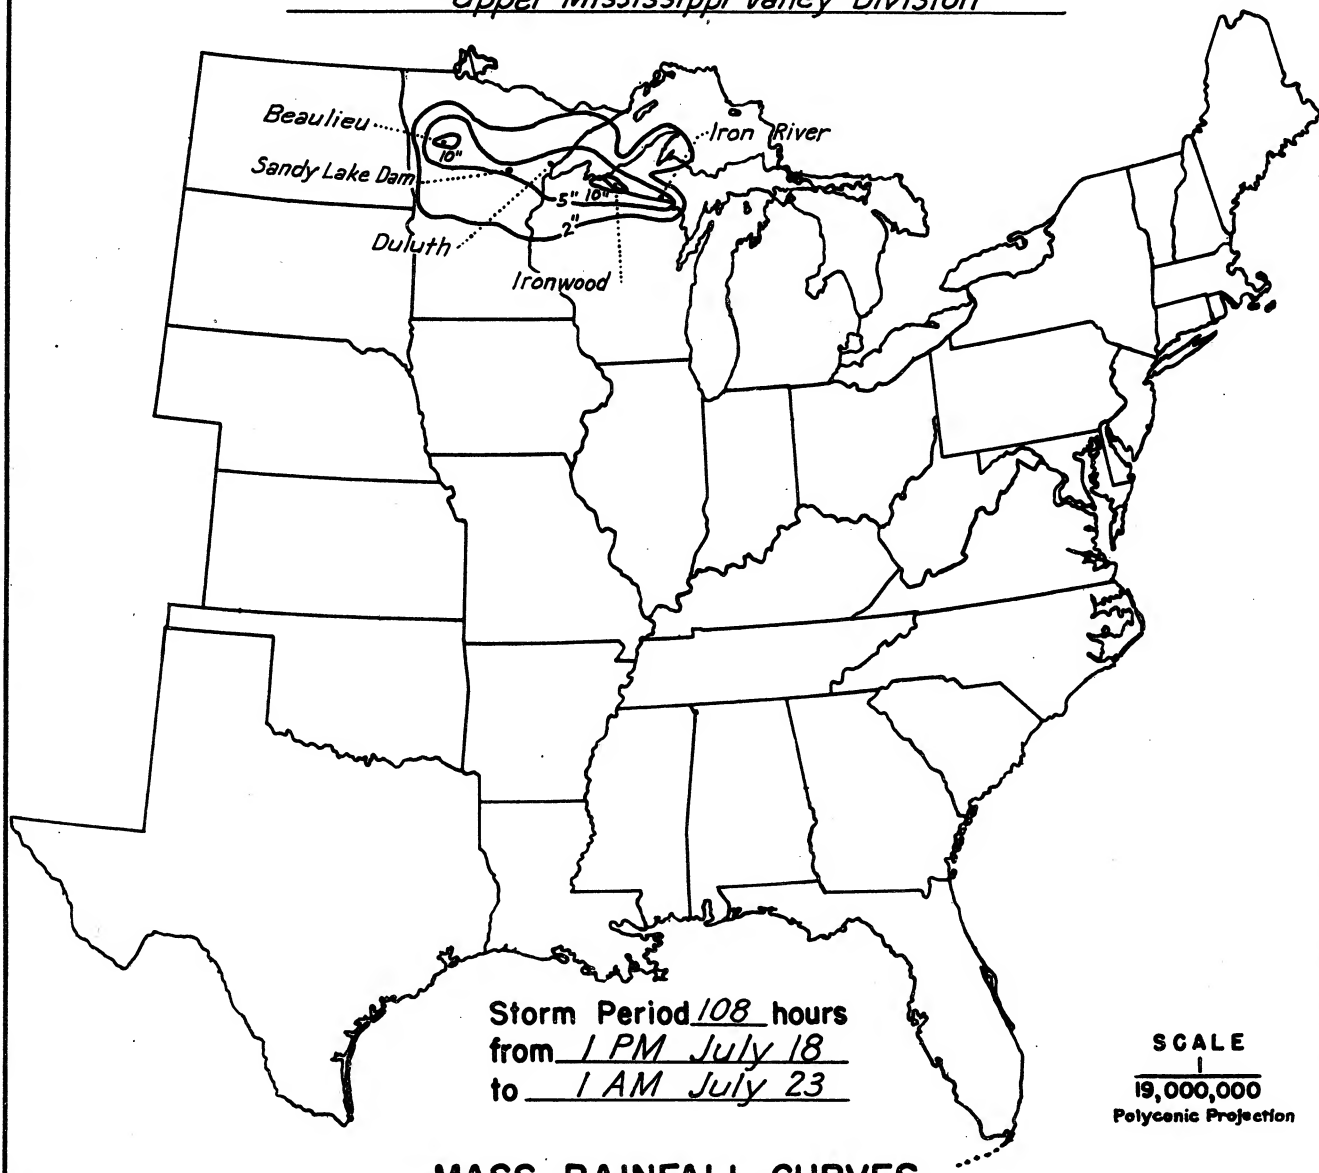 Upper Mississippi Valley Division
Beaulieu
10"
Iron River
Sandy Lake Dam
5" 10"
2"
Duluth
Ironwood
Storm Period 108 hours
from 1 PM July 18
to 1 AM July 23
SCALE
1
19,000,000
Polyconic Projection
MASS RAINFALL CURVES